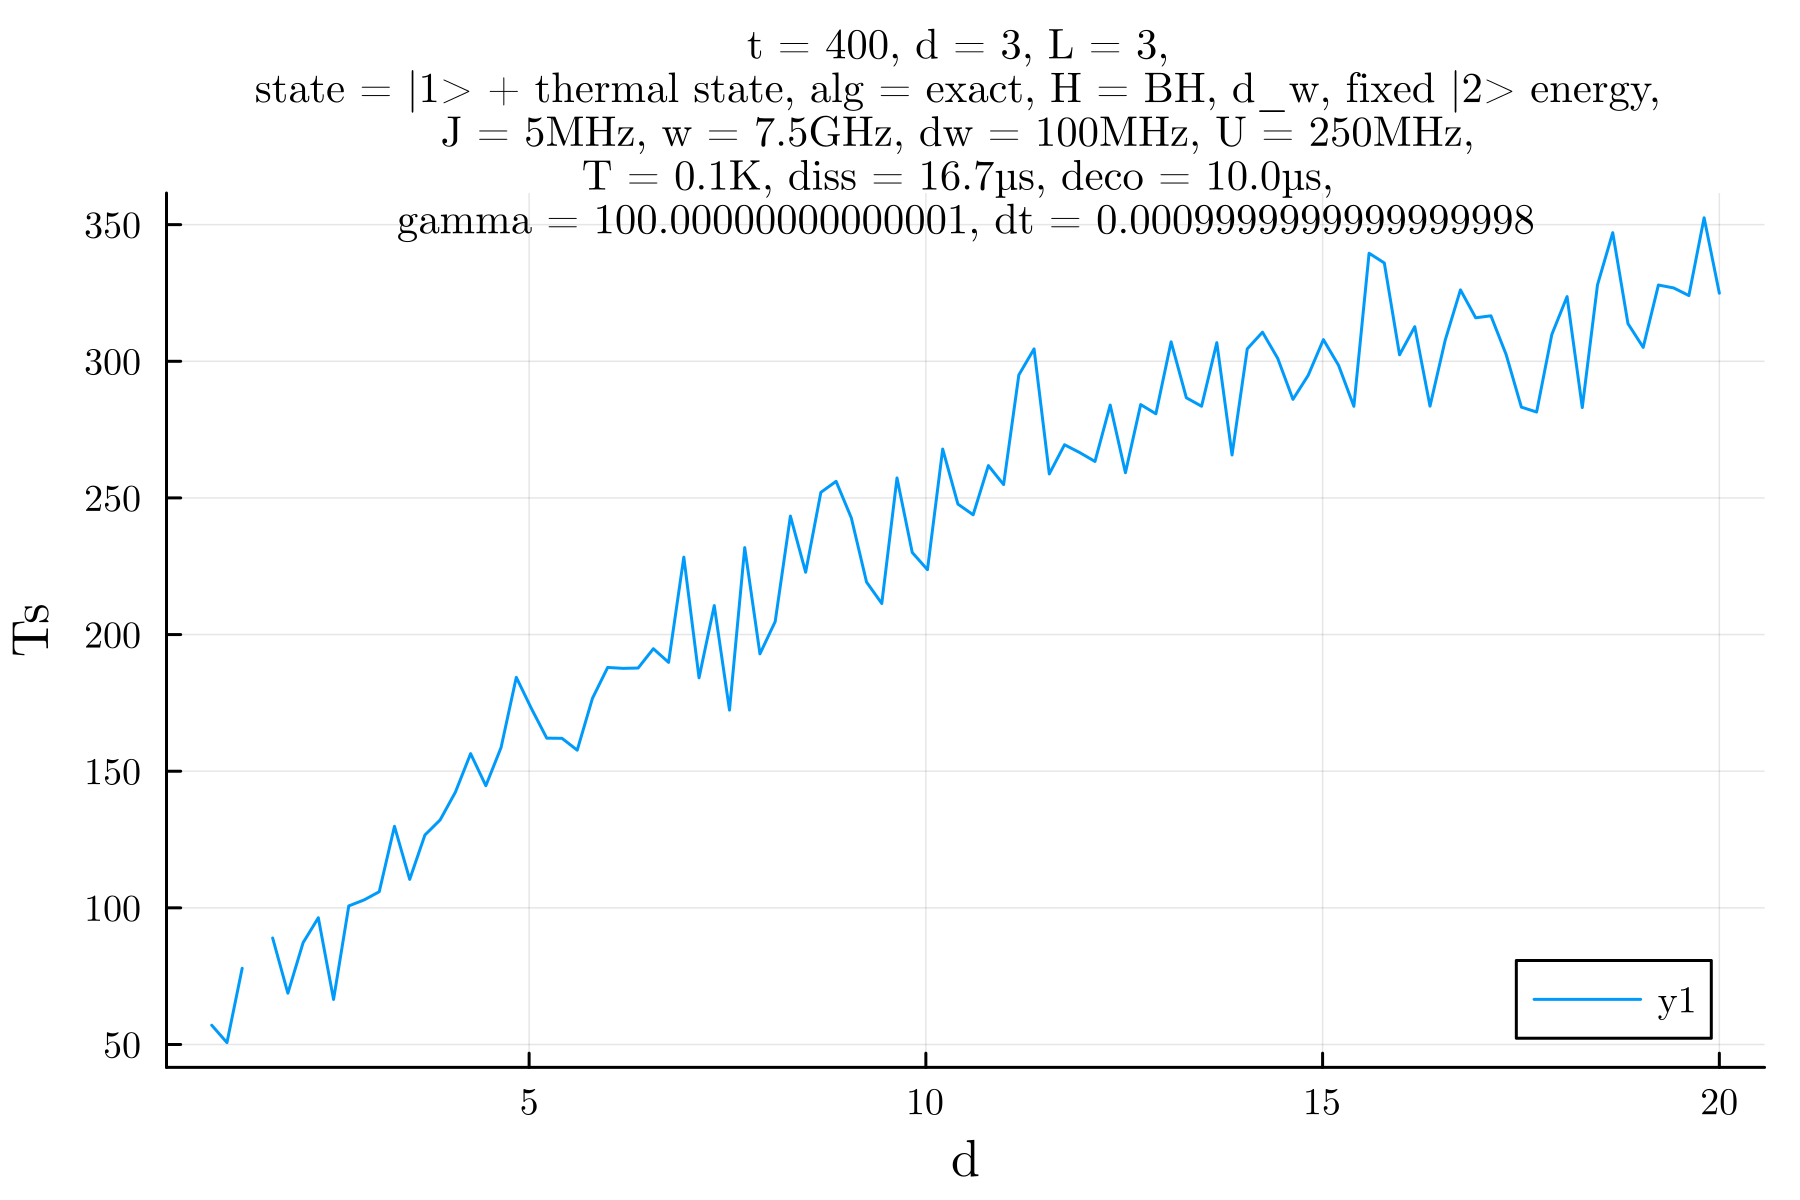 t = 400, d = 3, L = 3,
state = |1> + thermal state, alg = exact, H = BH, d_w, fixed |2> energy,
J = 5MHz, w = 7.5GHz, dw = 100MHz, U = 250MHz,
T = 0.1K, diss = 16.7µs, deco = 10.0µs,
gamma = 100.00000000000001, dt = 0.0009999999999999998
350
300
250
200
150
100
50
Ts
y1
5 10 15 20
d